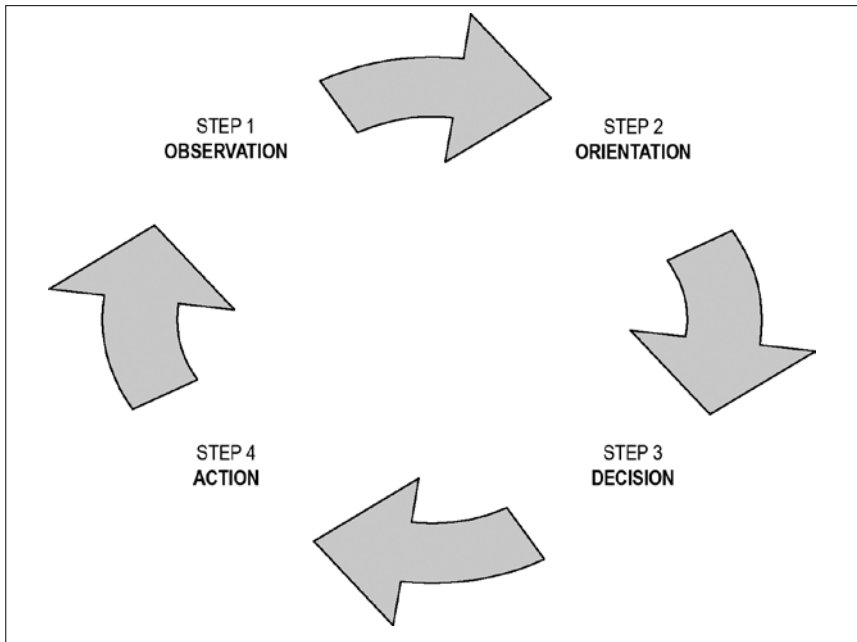 STEP 1
OBSERVATION
STEP 2
ORIENTATION
STEP 3
DECISION
STEP 4
ACTION